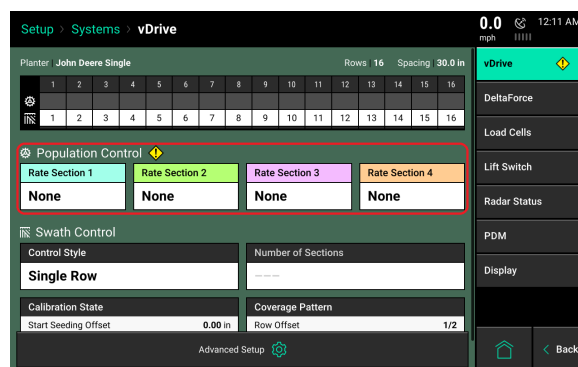 Setup > Systems > vDrive
0.0 mph
12:11 AM
Planter | John Deere Single Rows | 16 Spacing | 30.0 in
1 2 3 4 5 6 7 8 9 10 11 12 13 14 15 16
1 2 3 4 5 6 7 8 9 10 11 12 13 14 15 16
Population Control
Rate Section 1 Rate Section 2 Rate Section 3 Rate Section 4
None None None None
Swath Control
Control Style Number of Sections
Single Row ---
Calibration State Coverage Pattern
Start Seeding Offset 0.00 in Row Offset 1/2
Advanced Setup
vDrive
DeltaForce
Load Cells
Lift Switch
Radar Status
PDM
Display
< Back